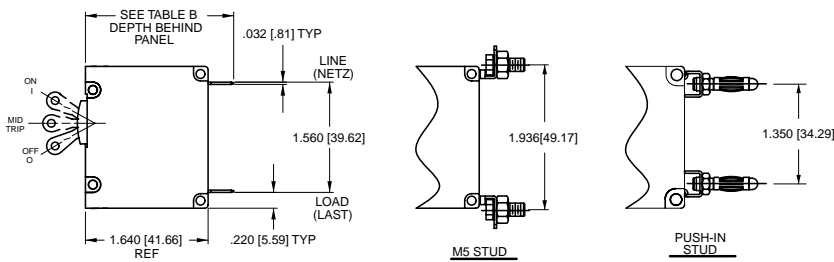 SEE TABLE B
DEPTH BEHIND
PANEL
.032 [.81] TYP
LINE
(NETZ)
ON
I
MID
TRIP
OFF
O
1.560 [39.62]
LOAD
(LAST)
1.640 [41.66]
REF
.220 [5.59] TYP
1.936[49.17]
M5 STUD
1.350 [34.29]
PUSH-IN
STUD